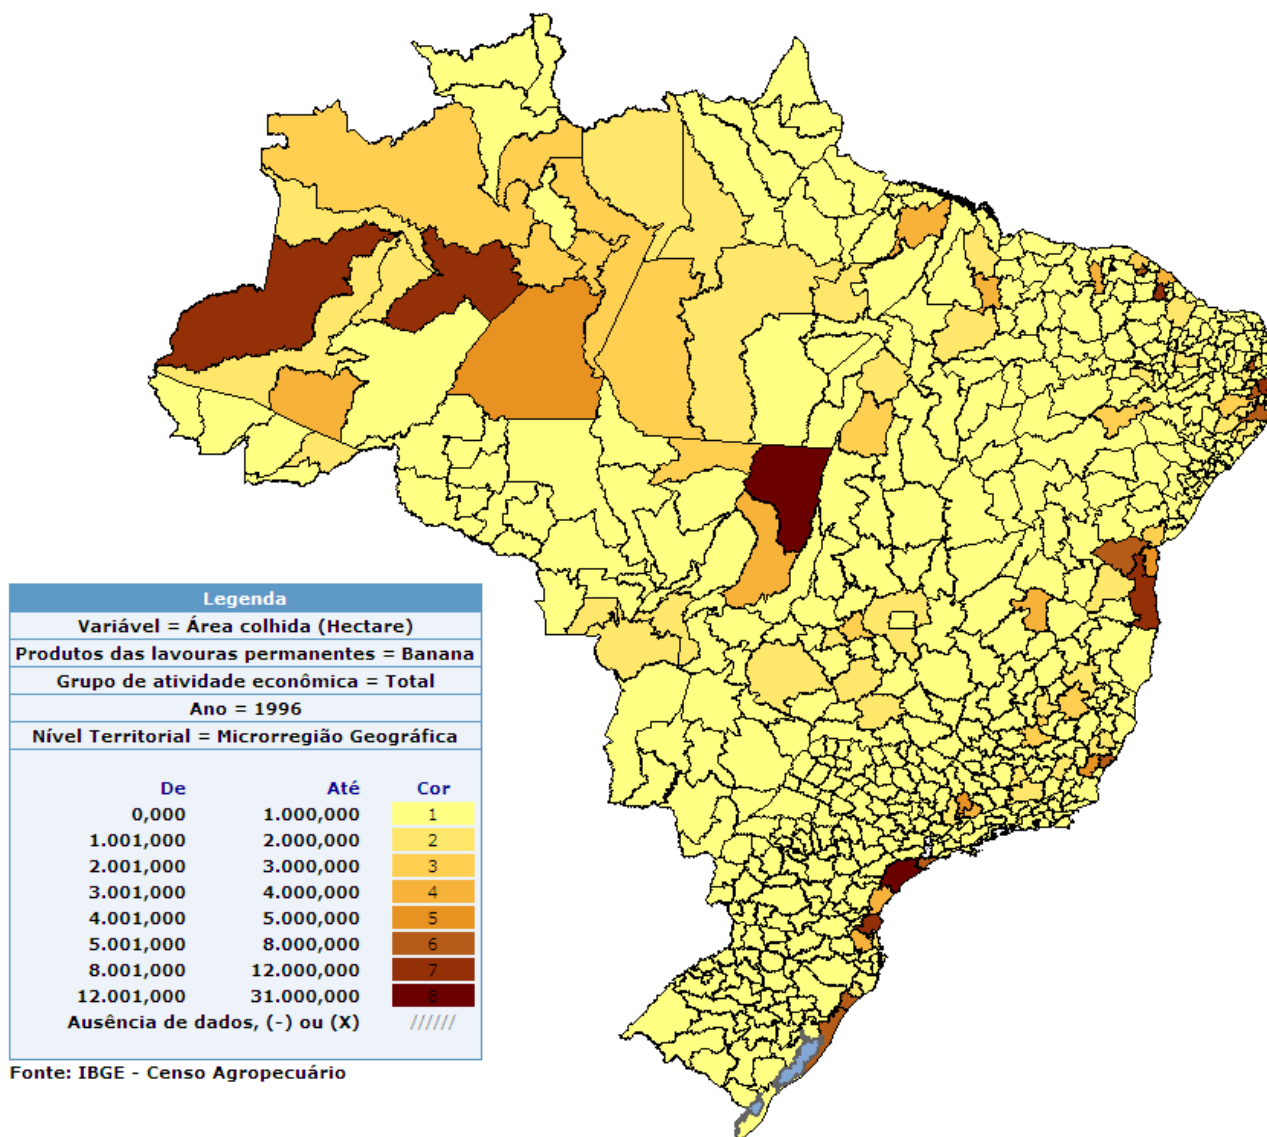 Legenda
Variável = Área colhida (Hectare)
Produtos das lavouras permanentes = Banana
Grupo de atividade econômica = Total
Ano = 1996
Nível Territorial = Microrregião Geográfica
De Até Cor
0,000 1.000,000 1
1.001,000 2.000,000 2
2.001,000 3.000,000 3
3.001,000 4.000,000 4
4.001,000 5.000,000 5
5.001,000 8.000,000 6
8.001,000 12.000,000 7
12.001,000 31.000,000 8
Ausência de dados, (-) ou (X) //////
Fonte: IBGE - Censo Agropecuário